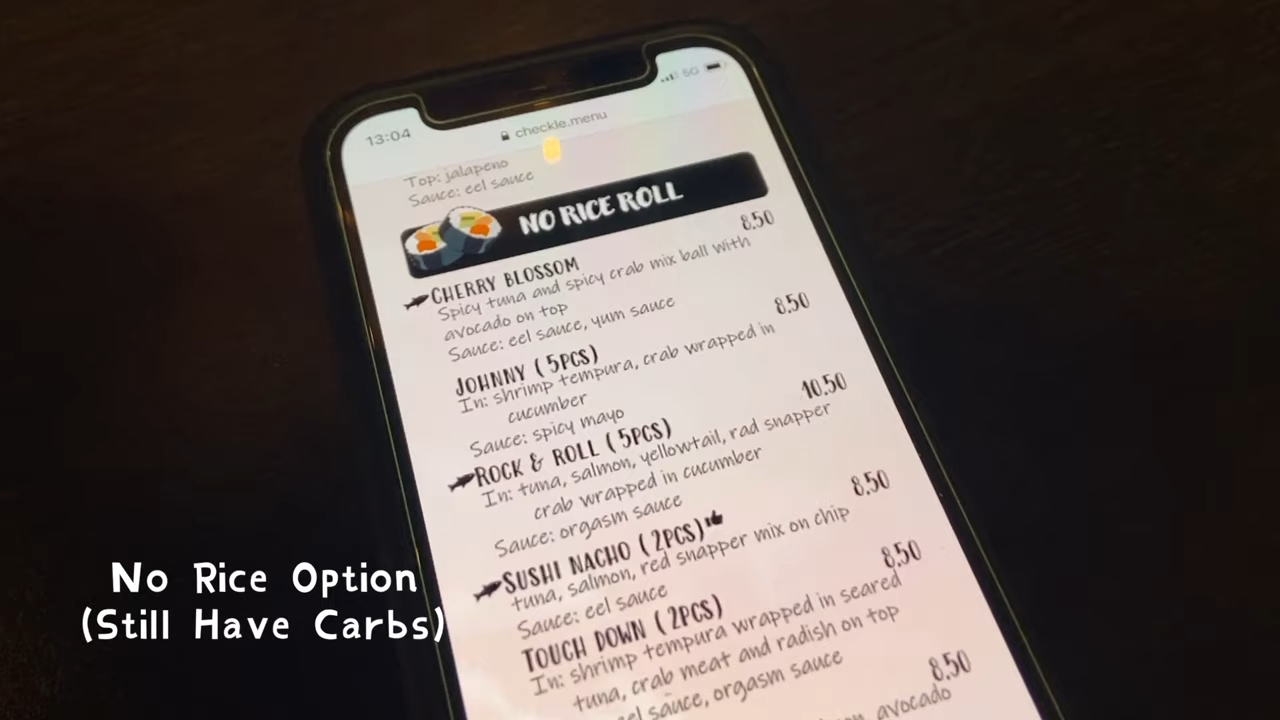 13:04
checkle.menu
5G
Top: jalapeno
Sauce: eel sauce
NO RICE ROLL
CHERRY BLOSSOM 8.50
Spicy tuna and spicy crab mix ball with
avocado on top
Sauce: eel sauce, yum sauce
JOHNNY (5PCS) 8.50
In: shrimp tempura, crab wrapped in
cucumber
Sauce: spicy mayo
ROCK & ROLL (5PCS) 10.50
In: tuna, salmon, yellowtail, rad snapper
crab wrapped in cucumber
Sauce: orgasm sauce
SUSHI NACHO (2PCS) 8.50
tuna, salmon, red snapper mix on chip
Sauce: eel sauce
TOUCH DOWN (2PCS) 8.50
In: shrimp tempura wrapped in seared
tuna, crab meat and radish on top
eel sauce, orgasm sauce
8.50
avocado
No Rice Option
(Still Have Carbs)